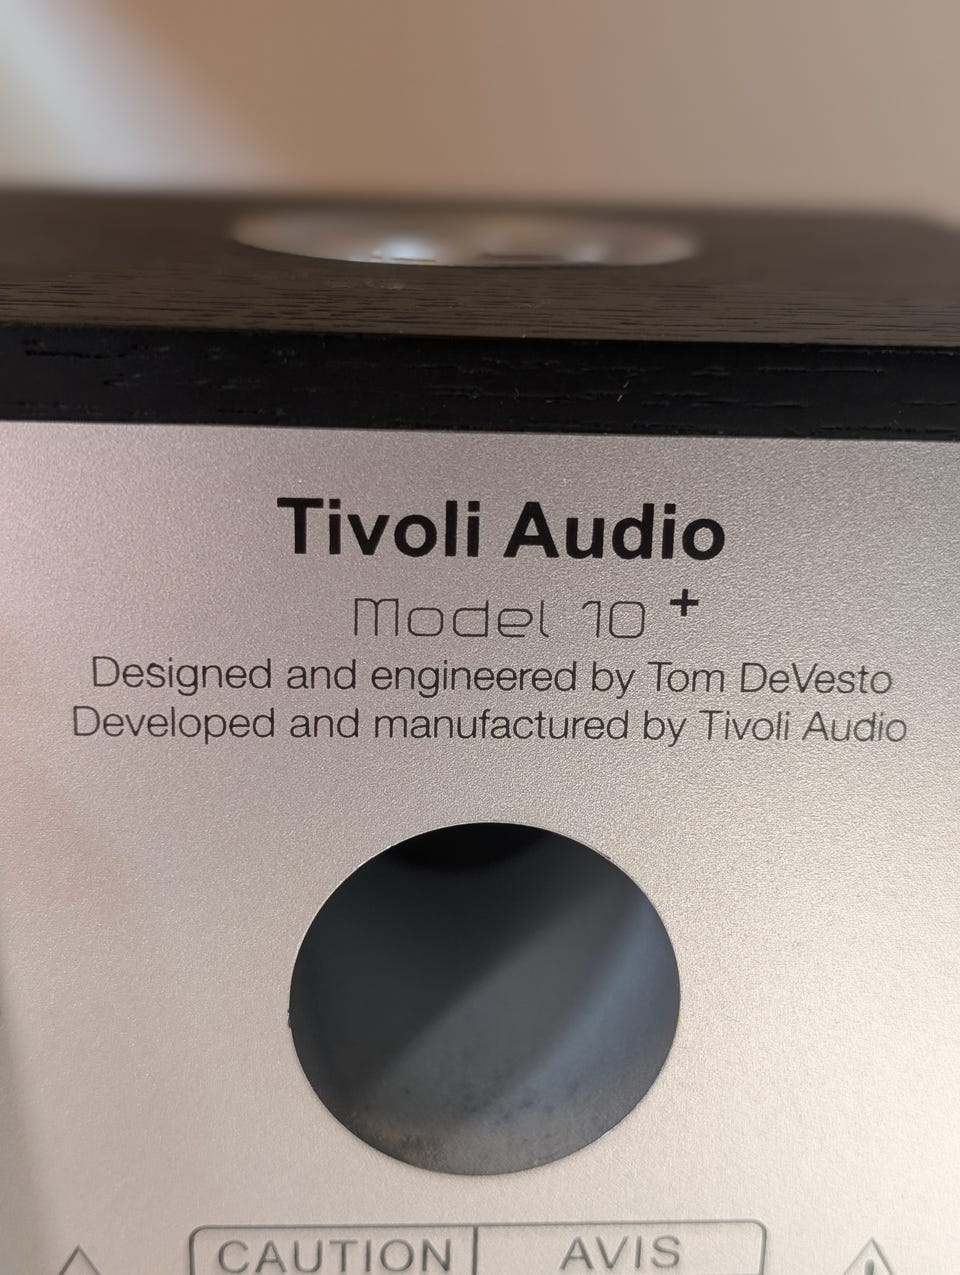 Tivoli Audio
Model 10+
Designed and engineered by Tom DeVesto
Developed and manufactured by Tivoli Audio
CAUTION AVIS